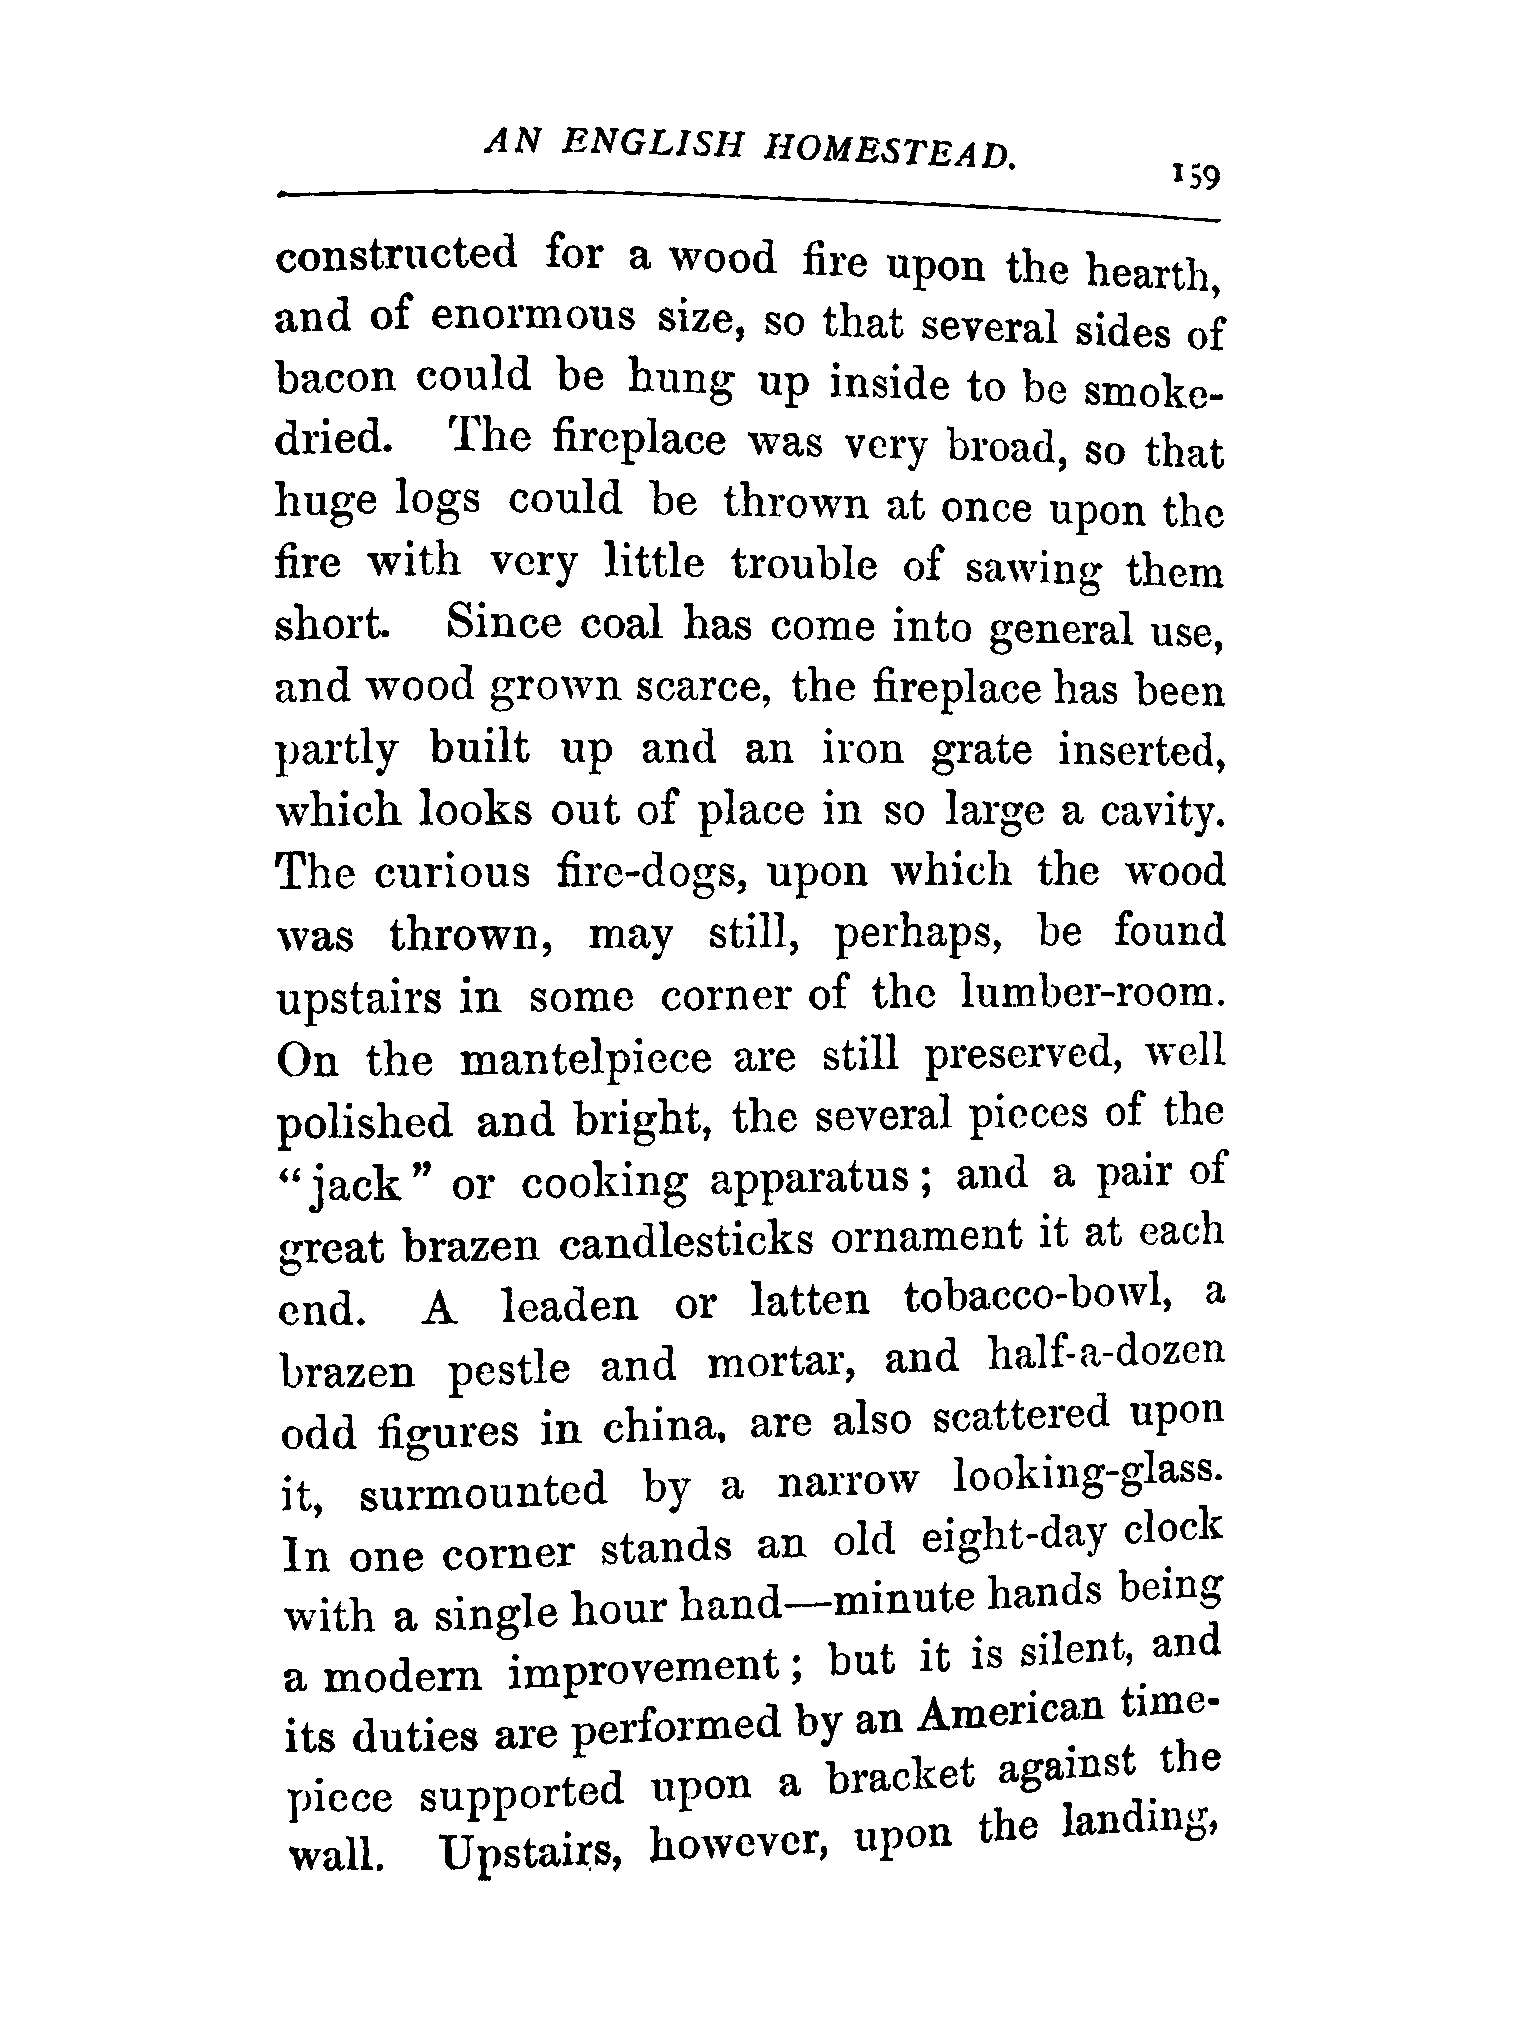 AN ENGLISH HOMESTEAD. 159
constructed for a wood fire upon the hearth,
and of enormous size, so that several sides of
bacon could be hung up inside to be smoke-
dried. The fireplace was very broad, so that
huge logs could be thrown at once upon the
fire with very little trouble of sawing them
short. Since coal has come into general use,
and wood grown scarce, the fireplace has been
partly built up and an iron grate inserted,
which looks out of place in so large a cavity.
The curious fire-dogs, upon which the wood
was thrown, may still, perhaps, be found
upstairs in some corner of the lumber-room.
On the mantelpiece are still preserved, well
polished and bright, the several pieces of the
“jack” or cooking apparatus; and a pair of
great brazen candlesticks ornament it at each
end. A leaden or latten tobacco-bowl, a
brazen pestle and mortar, and half-a-dozen
odd figures in china, are also scattered upon
it, surmounted by a narrow looking-glass.
In one corner stands an old eight-day clock
with a single hour hand—minute hands being
a modern improvement; but it is silent, and
its duties are performed by an American time-
piece supported upon a bracket against the
wall. Upstairs, however, upon the landing,